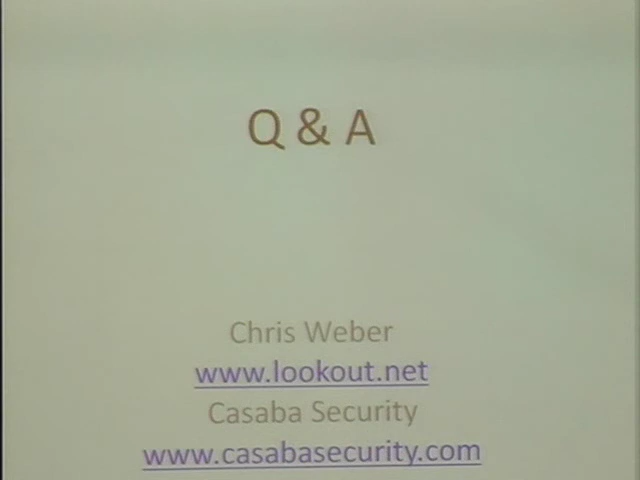 Q & A
Chris Weber
www.lookout.net
Casaba Security
www.casabasecurity.com